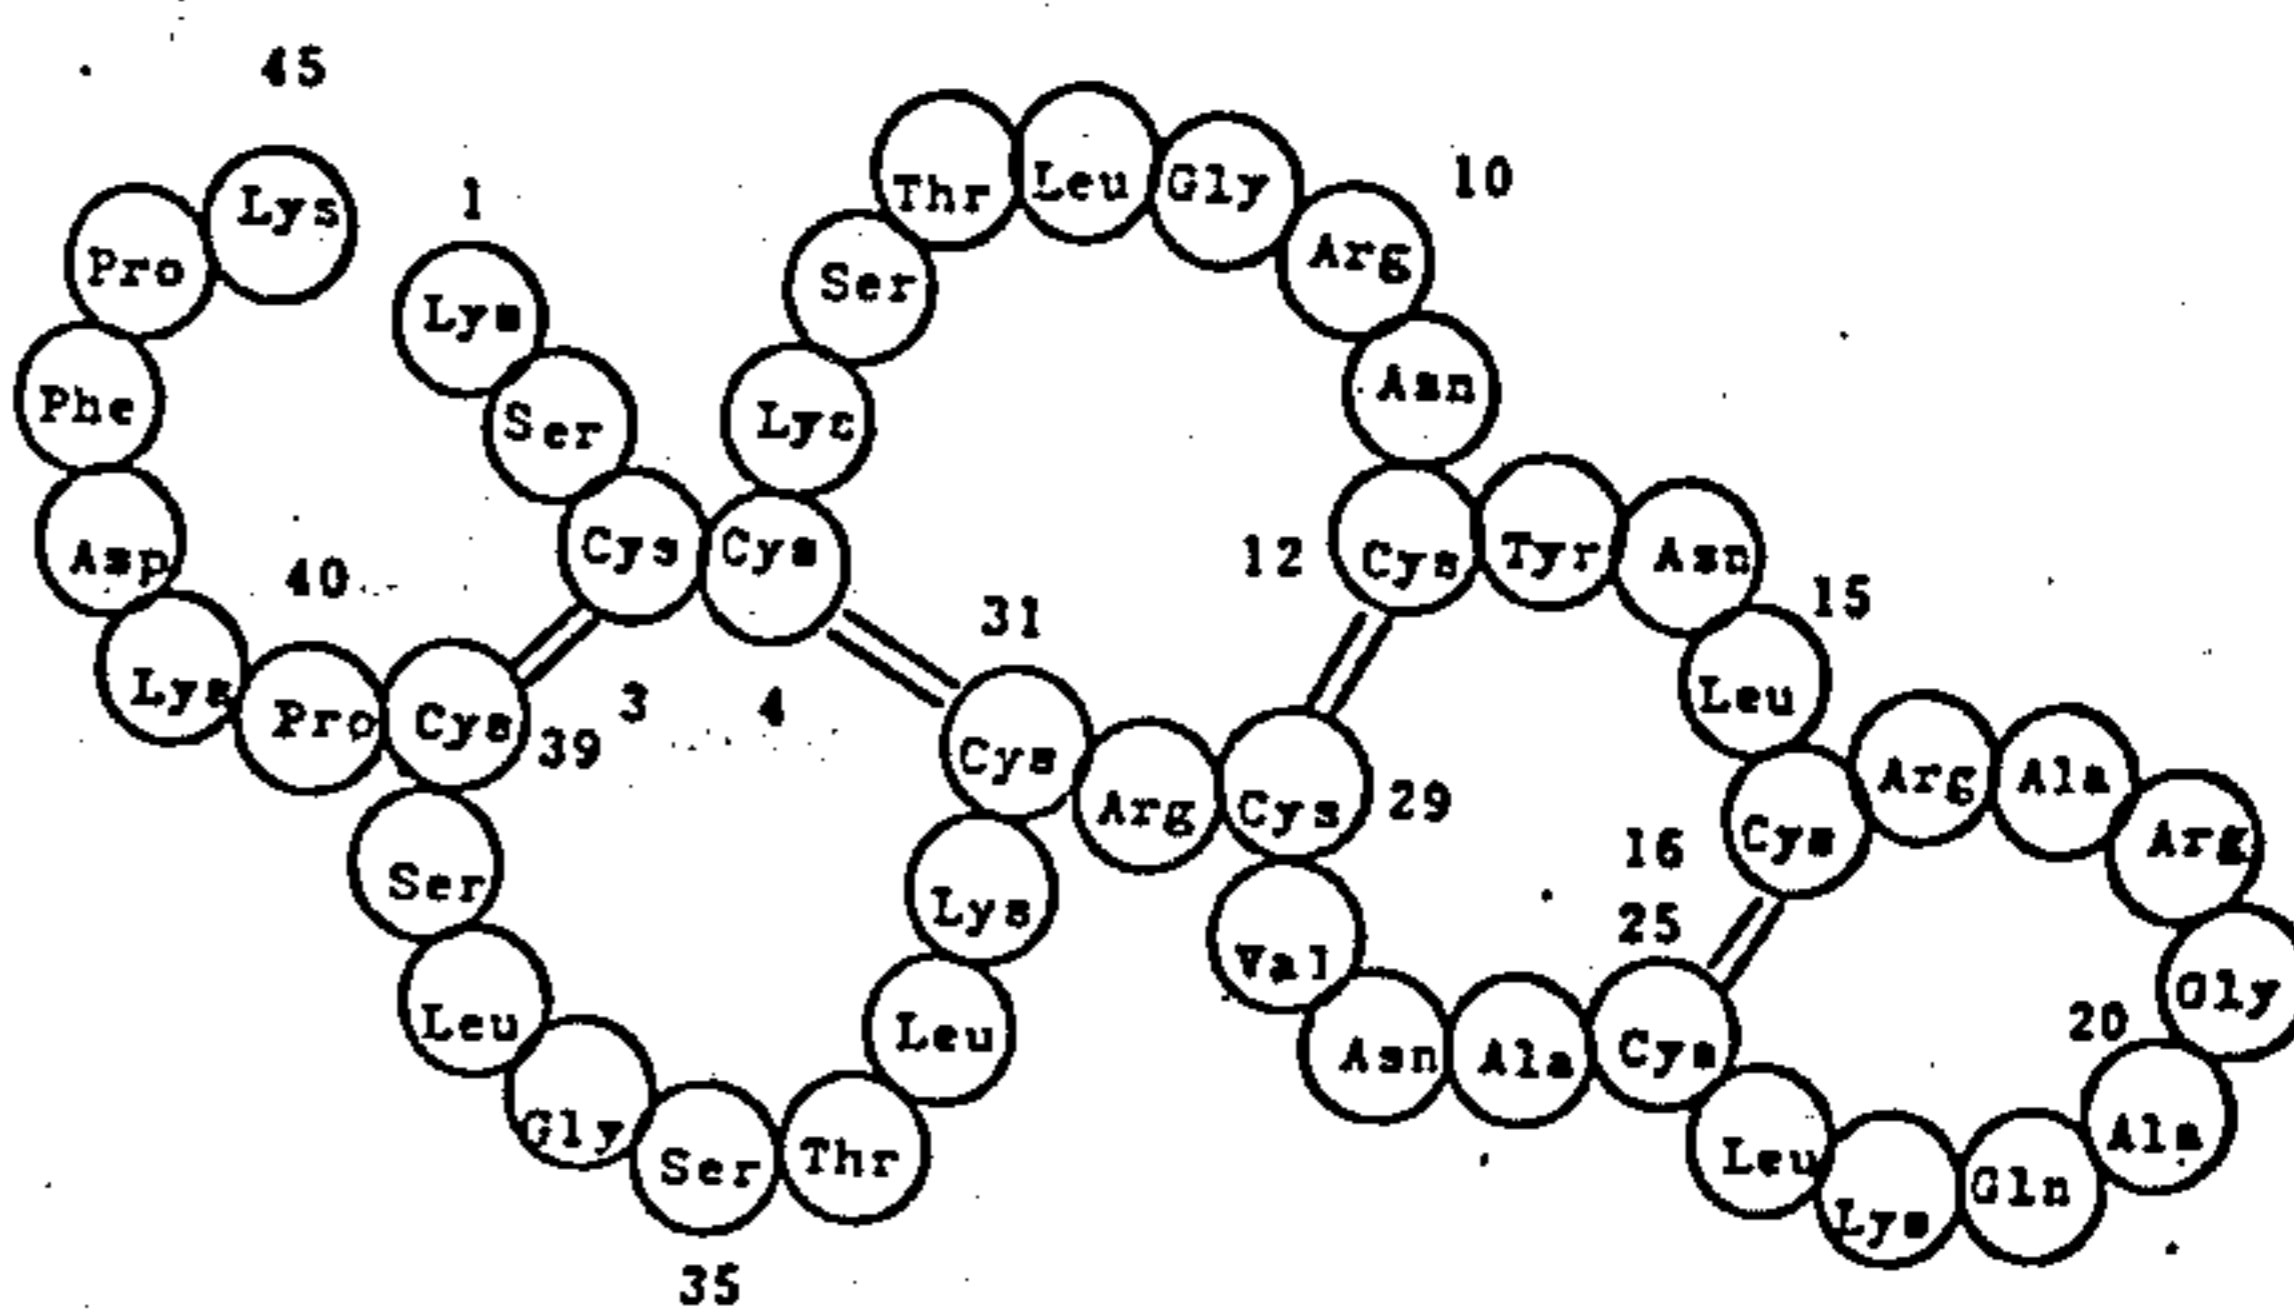 1
Lys
Ser
Cys
3
Cys
4
Lys
Ser
Thr
Leu
Gly
Arg
10
Asn
Cys
12
Tyr
Asn
Leu
15
Cys
16
Arg
Ala
Arg
Gly
20
Ala
Gln
Lys
Leu
Cys
25
Ala
Asn
Val
Cys
29
Arg
Cys
31
Lys
Leu
Thr
Ser
35
Gly
Leu
Ser
Cys
39
Pro
40
Lys
Asp
Phe
Pro
Lys
45